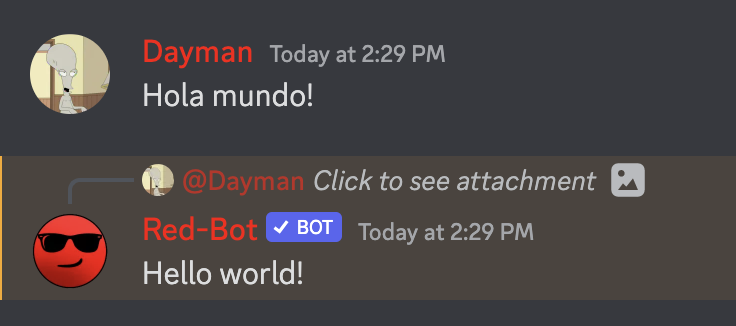 Dayman Today at 2:29 PM
Hola mundo!
@Dayman Click to see attachment
Red-Bot BOT Today at 2:29 PM
Hello world!